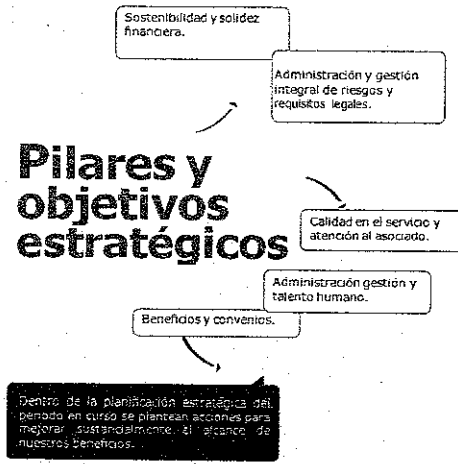 Sostenibilidad y solidez
financiera.
Administración y gestión
integral de riesgos y
requisitos legales.
Pilares y
objetivos
estratégicos
Calidad en el servicio y
atención al asociado.
Administración gestión y
talento humano.
Beneficios y convenios.
Dentro de la planificación estratégica del
periodo en curso se plantean acciones para
mejorar sustancialmente el alcance de
nuestros beneficios.